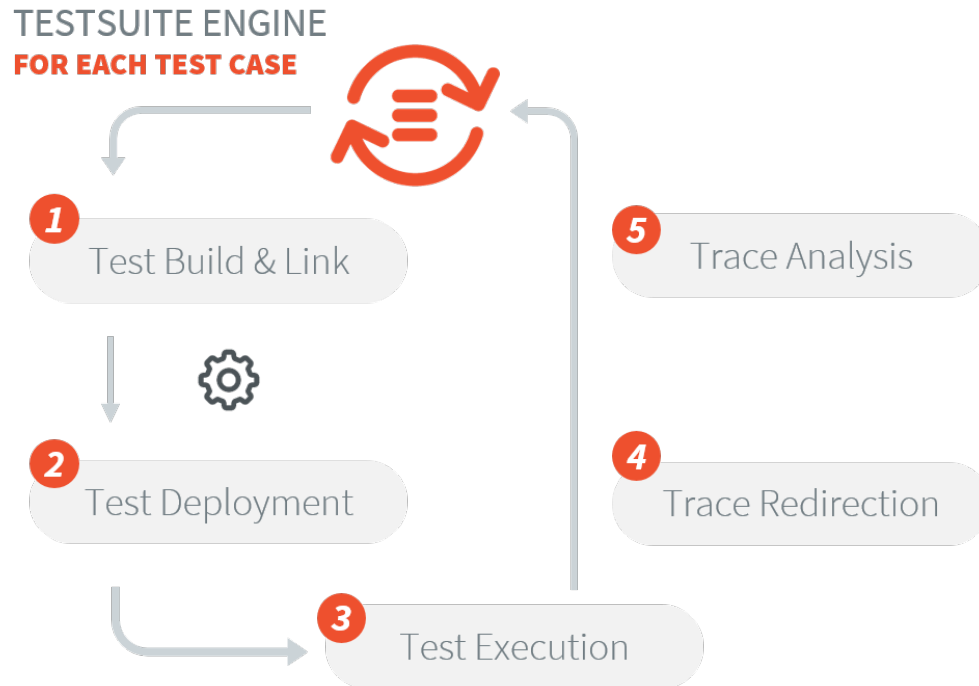 TESTSUITE ENGINE
FOR EACH TEST CASE
1
Test Build & Link
2
Test Deployment
3
Test Execution
4
Trace Redirection
5
Trace Analysis